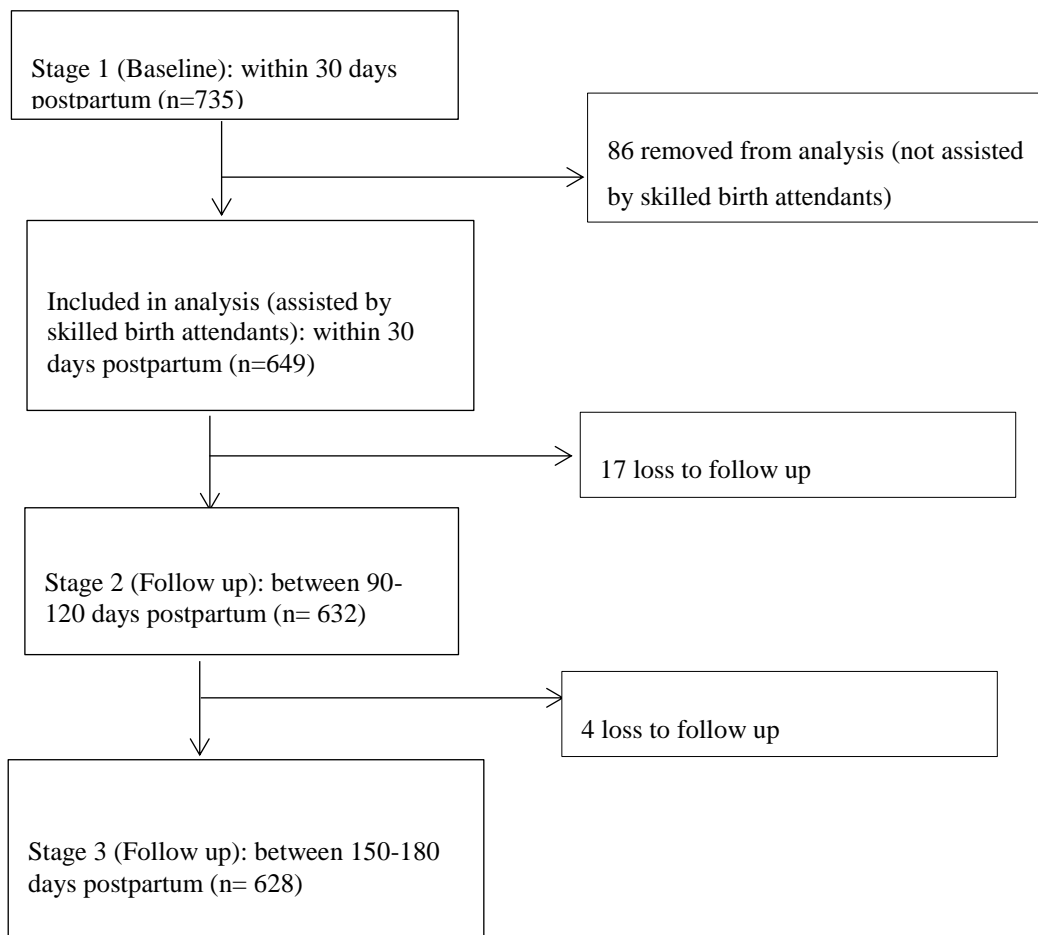 Stage 1 (Baseline): within 30 days
postpartum (n=735)
86 removed from analysis (not assisted
by skilled birth attendants)
Included in analysis (assisted by
skilled birth attendants): within 30
days postpartum (n=649)
17 loss to follow up
Stage 2 (Follow up): between 90-
120 days postpartum (n= 632)
4 loss to follow up
Stage 3 (Follow up): between 150-180
days postpartum (n= 628)